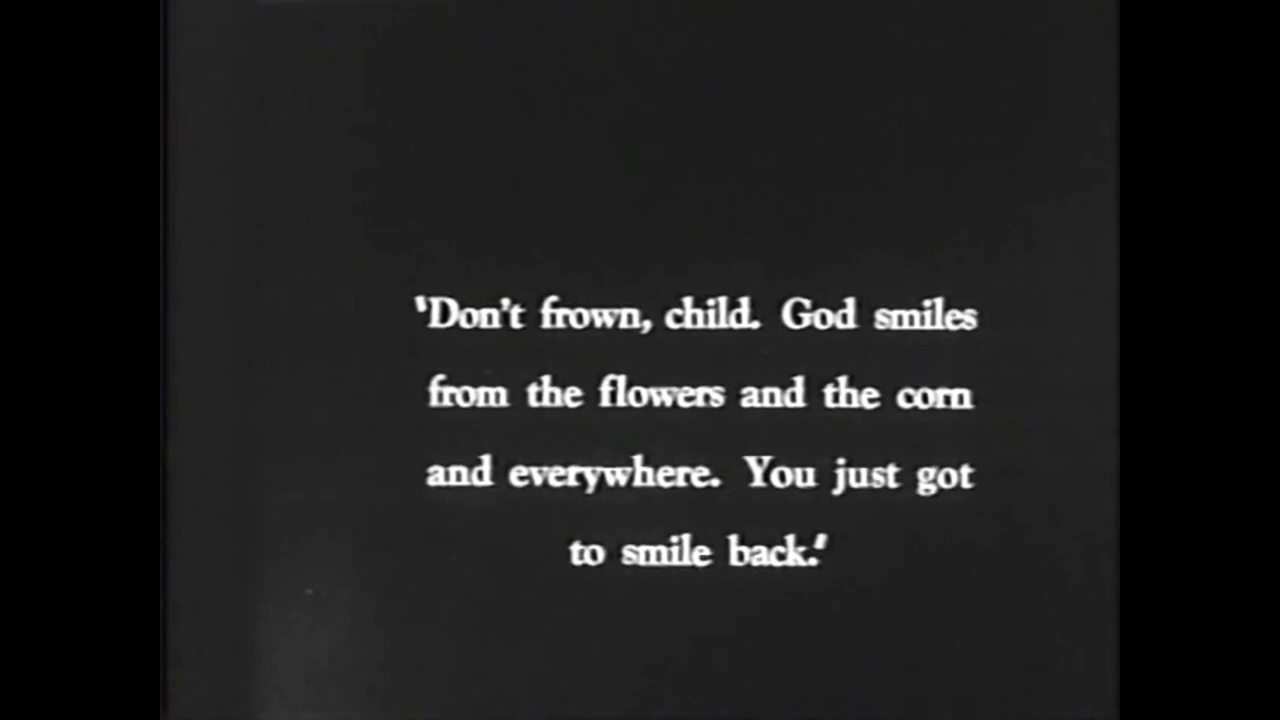 'Don't frown, child. God smiles
from the flowers and the corn
and everywhere. You just got
to smile back.'